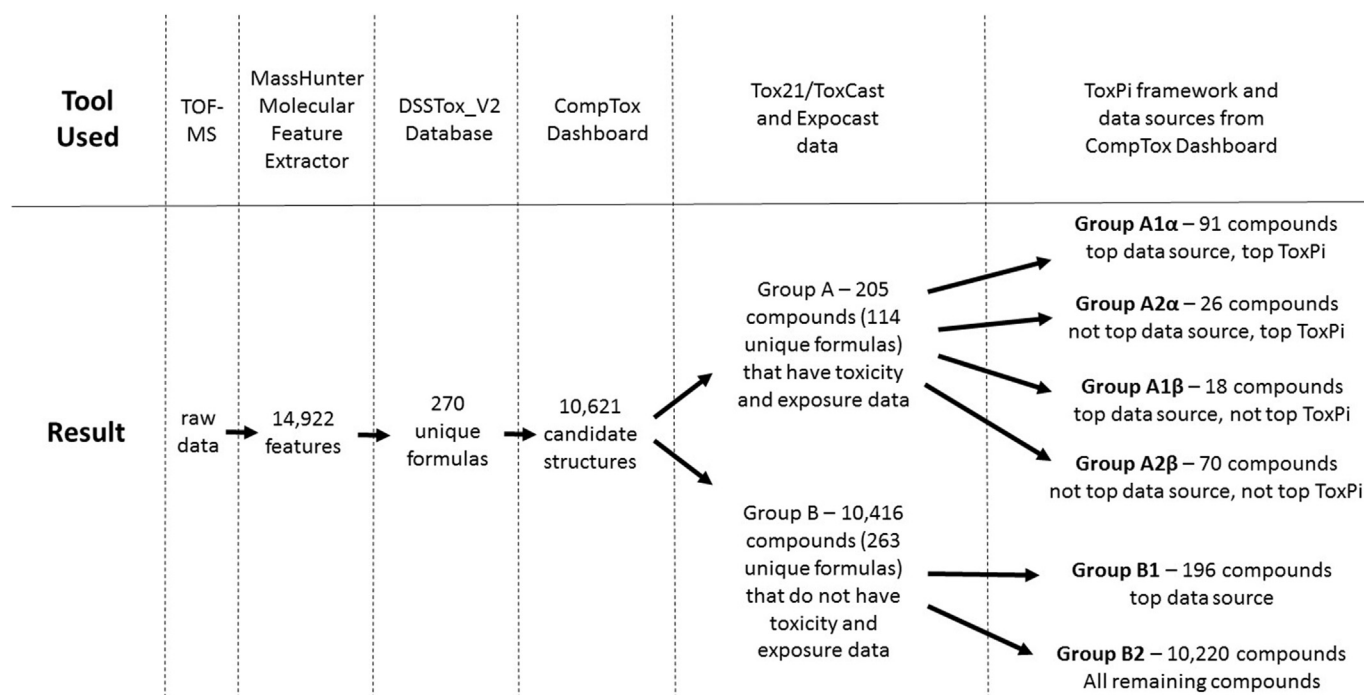 Tool
Used
TOF-
MS
MassHunter
Molecular
Feature
Extractor
DSSTox_V2
Database
CompTox
Dashboard
Tox21/ToxCast
and Expocast
data
ToxPi framework and
data sources from
CompTox Dashboard
Result
raw
data
14,922
features
270
unique
formulas
10,621
candidate
structures
Group A – 205
compounds (114
unique formulas)
that have toxicity
and exposure data
Group B – 10,416
compounds (263
unique formulas)
that do not have
toxicity and
exposure data
Group A1α – 91 compounds
top data source, top ToxPi
Group A2α – 26 compounds
not top data source, top ToxPi
Group A1β – 18 compounds
top data source, not top ToxPi
Group A2β – 70 compounds
not top data source, not top ToxPi
Group B1 – 196 compounds
top data source
Group B2 – 10,220 compounds
All remaining compounds